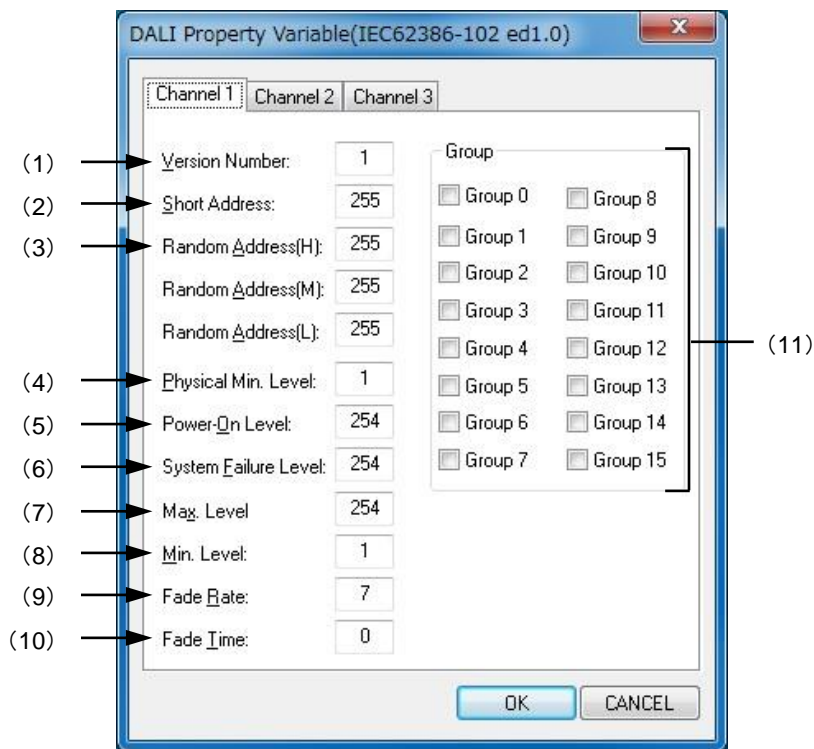 DALI Property Variable(IEC62386-102 ed1.0)
X
Channel 1 Channel 2 Channel 3
(1) Version Number: 1
(2) Short Address: 255
(3) Random Address(H): 255
Random Address(M): 255
Random Address(L): 255
(4) Physical Min. Level: 1
(5) Power-On Level: 254
(6) System Failure Level: 254
(7) Max. Level 254
(8) Min. Level: 1
(9) Fade Rate: 7
(10) Fade Time: 0
Group
Group 0 Group 8
Group 1 Group 9
Group 2 Group 10
Group 3 Group 11
Group 4 Group 12
Group 5 Group 13
Group 6 Group 14
Group 7 Group 15
(11)
OK CANCEL